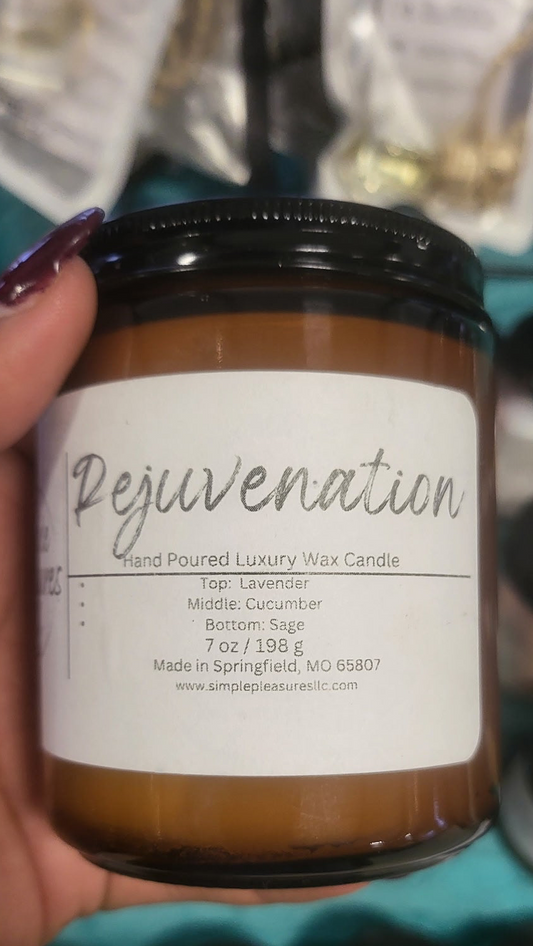 Rejuvenation
Hand Poured Luxury Wax Candle
Top: Lavender
Middle: Cucumber
Bottom: Sage
7 oz / 198 g
Made in Springfield, MO 65807
www.simplepleasuresllc.com